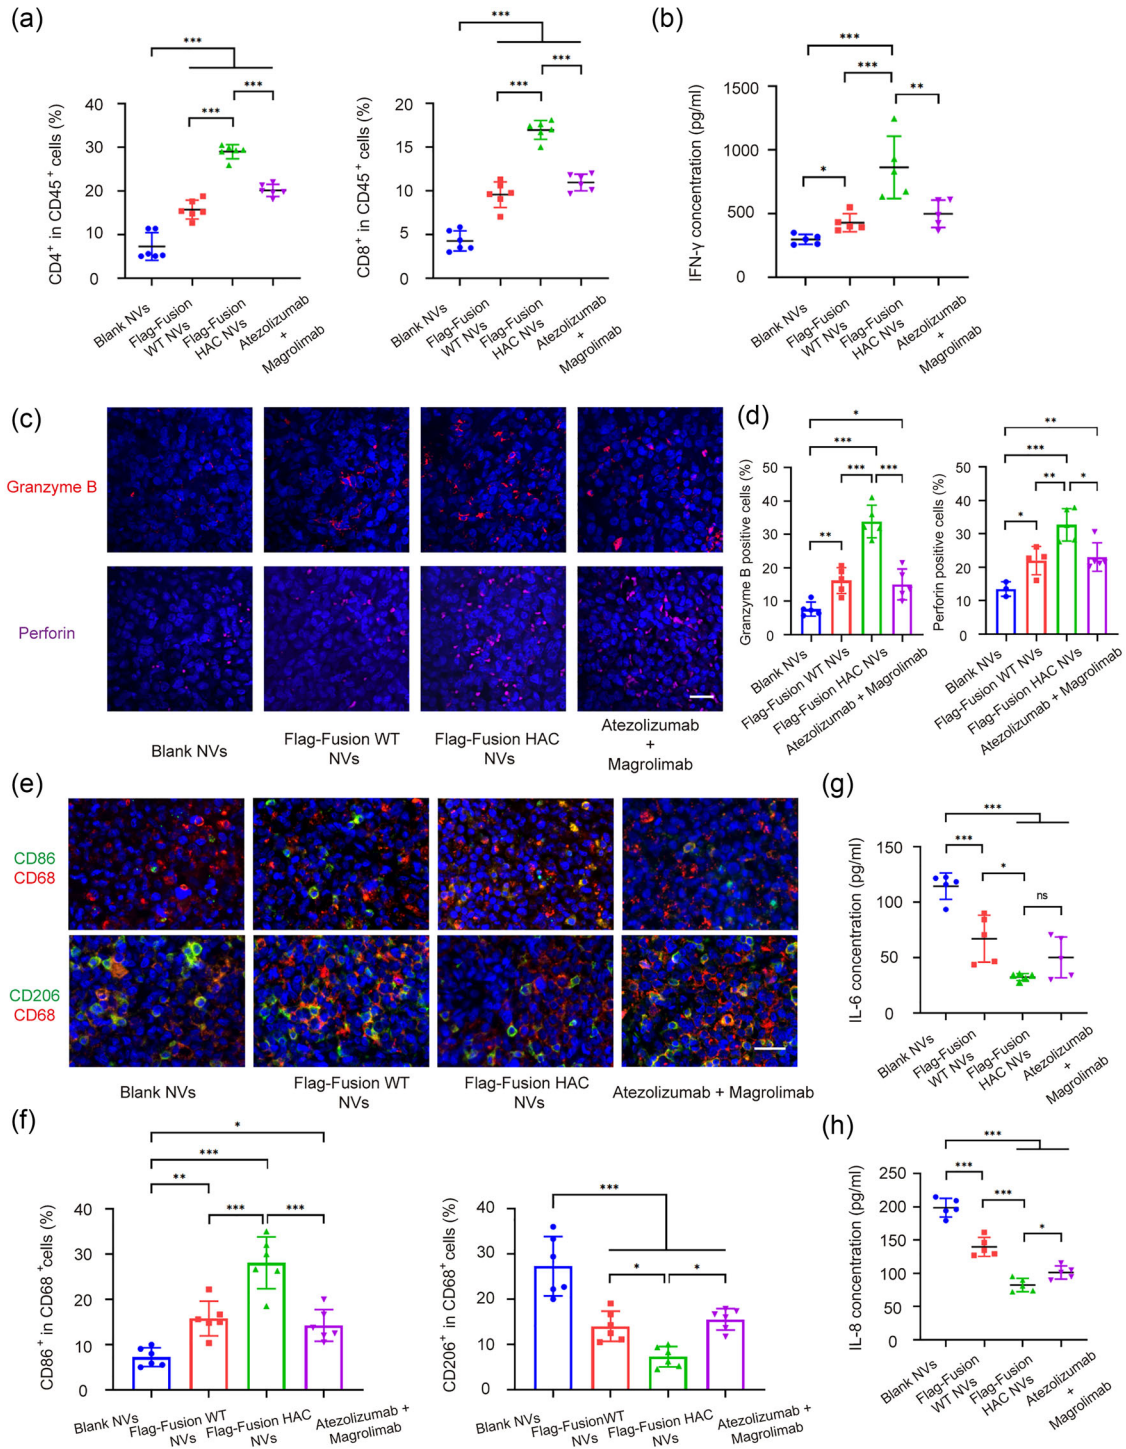 (a)
***
***
***
CD4+ in CD45+ cells (%)
40
30
20
10
0
Blank NVs
Flag-Fusion
WT NVs
Flag-Fusion
HAC NVs
Atezolizumab
+
Magrolimab
***
***
***
CD8+ in CD45+ cells (%)
20
15
10
5
0
Blank NVs
Flag-Fusion
WT NVs
Flag-Fusion
HAC NVs
Atezolizumab
+
Magrolimab
(b)
***
***
**
*
IFN-γ concentration (pg/ml)
1500
1000
500
0
Blank NVs
Flag-Fusion
WT NVs
Flag-Fusion
HAC NVs
Atezolizumab
+
Magrolimab
(c)
Granzyme B
Perforin
Blank NVs
Flag-Fusion WT
NVs
Flag-Fusion HAC
NVs
Atezolizumab
+
Magrolimab
(d)
*
***
*** ***
**
Granzyme B positive cells (%)
50
40
30
20
10
0
Blank NVs
Flag-Fusion WT NVs
Flag-Fusion HAC NVs
Atezolizumab + Magrolimab
**
***
** *
*
Perforin positive cells (%)
50
40
30
20
10
0
Blank NVs
Flag-Fusion WT NVs
Flag-Fusion HAC NVs
Atezolizumab + Magrolimab
(e)
CD86
CD68
CD206
CD68
Blank NVs
Flag-Fusion WT
NVs
Flag-Fusion HAC
NVs
Atezolizumab + Magrolimab
(g)
***
***
*
ns
IL-6 concentration (pg/ml)
150
100
50
0
Blank NVs
Flag-Fusion
WT NVs
Flag-Fusion
HAC NVs
Atezolizumab
+
Magrolimab
(f)
*
***
**
*** ***
CD86+ in CD68+cells (%)
40
30
20
10
0
Blank NVs
Flag-Fusion WT
NVs
Flag-Fusion HAC
NVs
Atezolizumab +
Magrolimab
***
* *
CD206+ in CD68+cells (%)
40
30
20
10
0
Blank NVs
Flag-FusionWT
NVs
Flag-Fusion HAC
NVs
Atezolizumab +
Magrolimab
(h)
***
***
***
*
IL-8 concentration (pg/ml)
250
200
150
100
50
0
Blank NVs
Flag-Fusion
WT NVs
Flag-Fusion
HAC NVs
Atezolizumab
+
Magrolimab